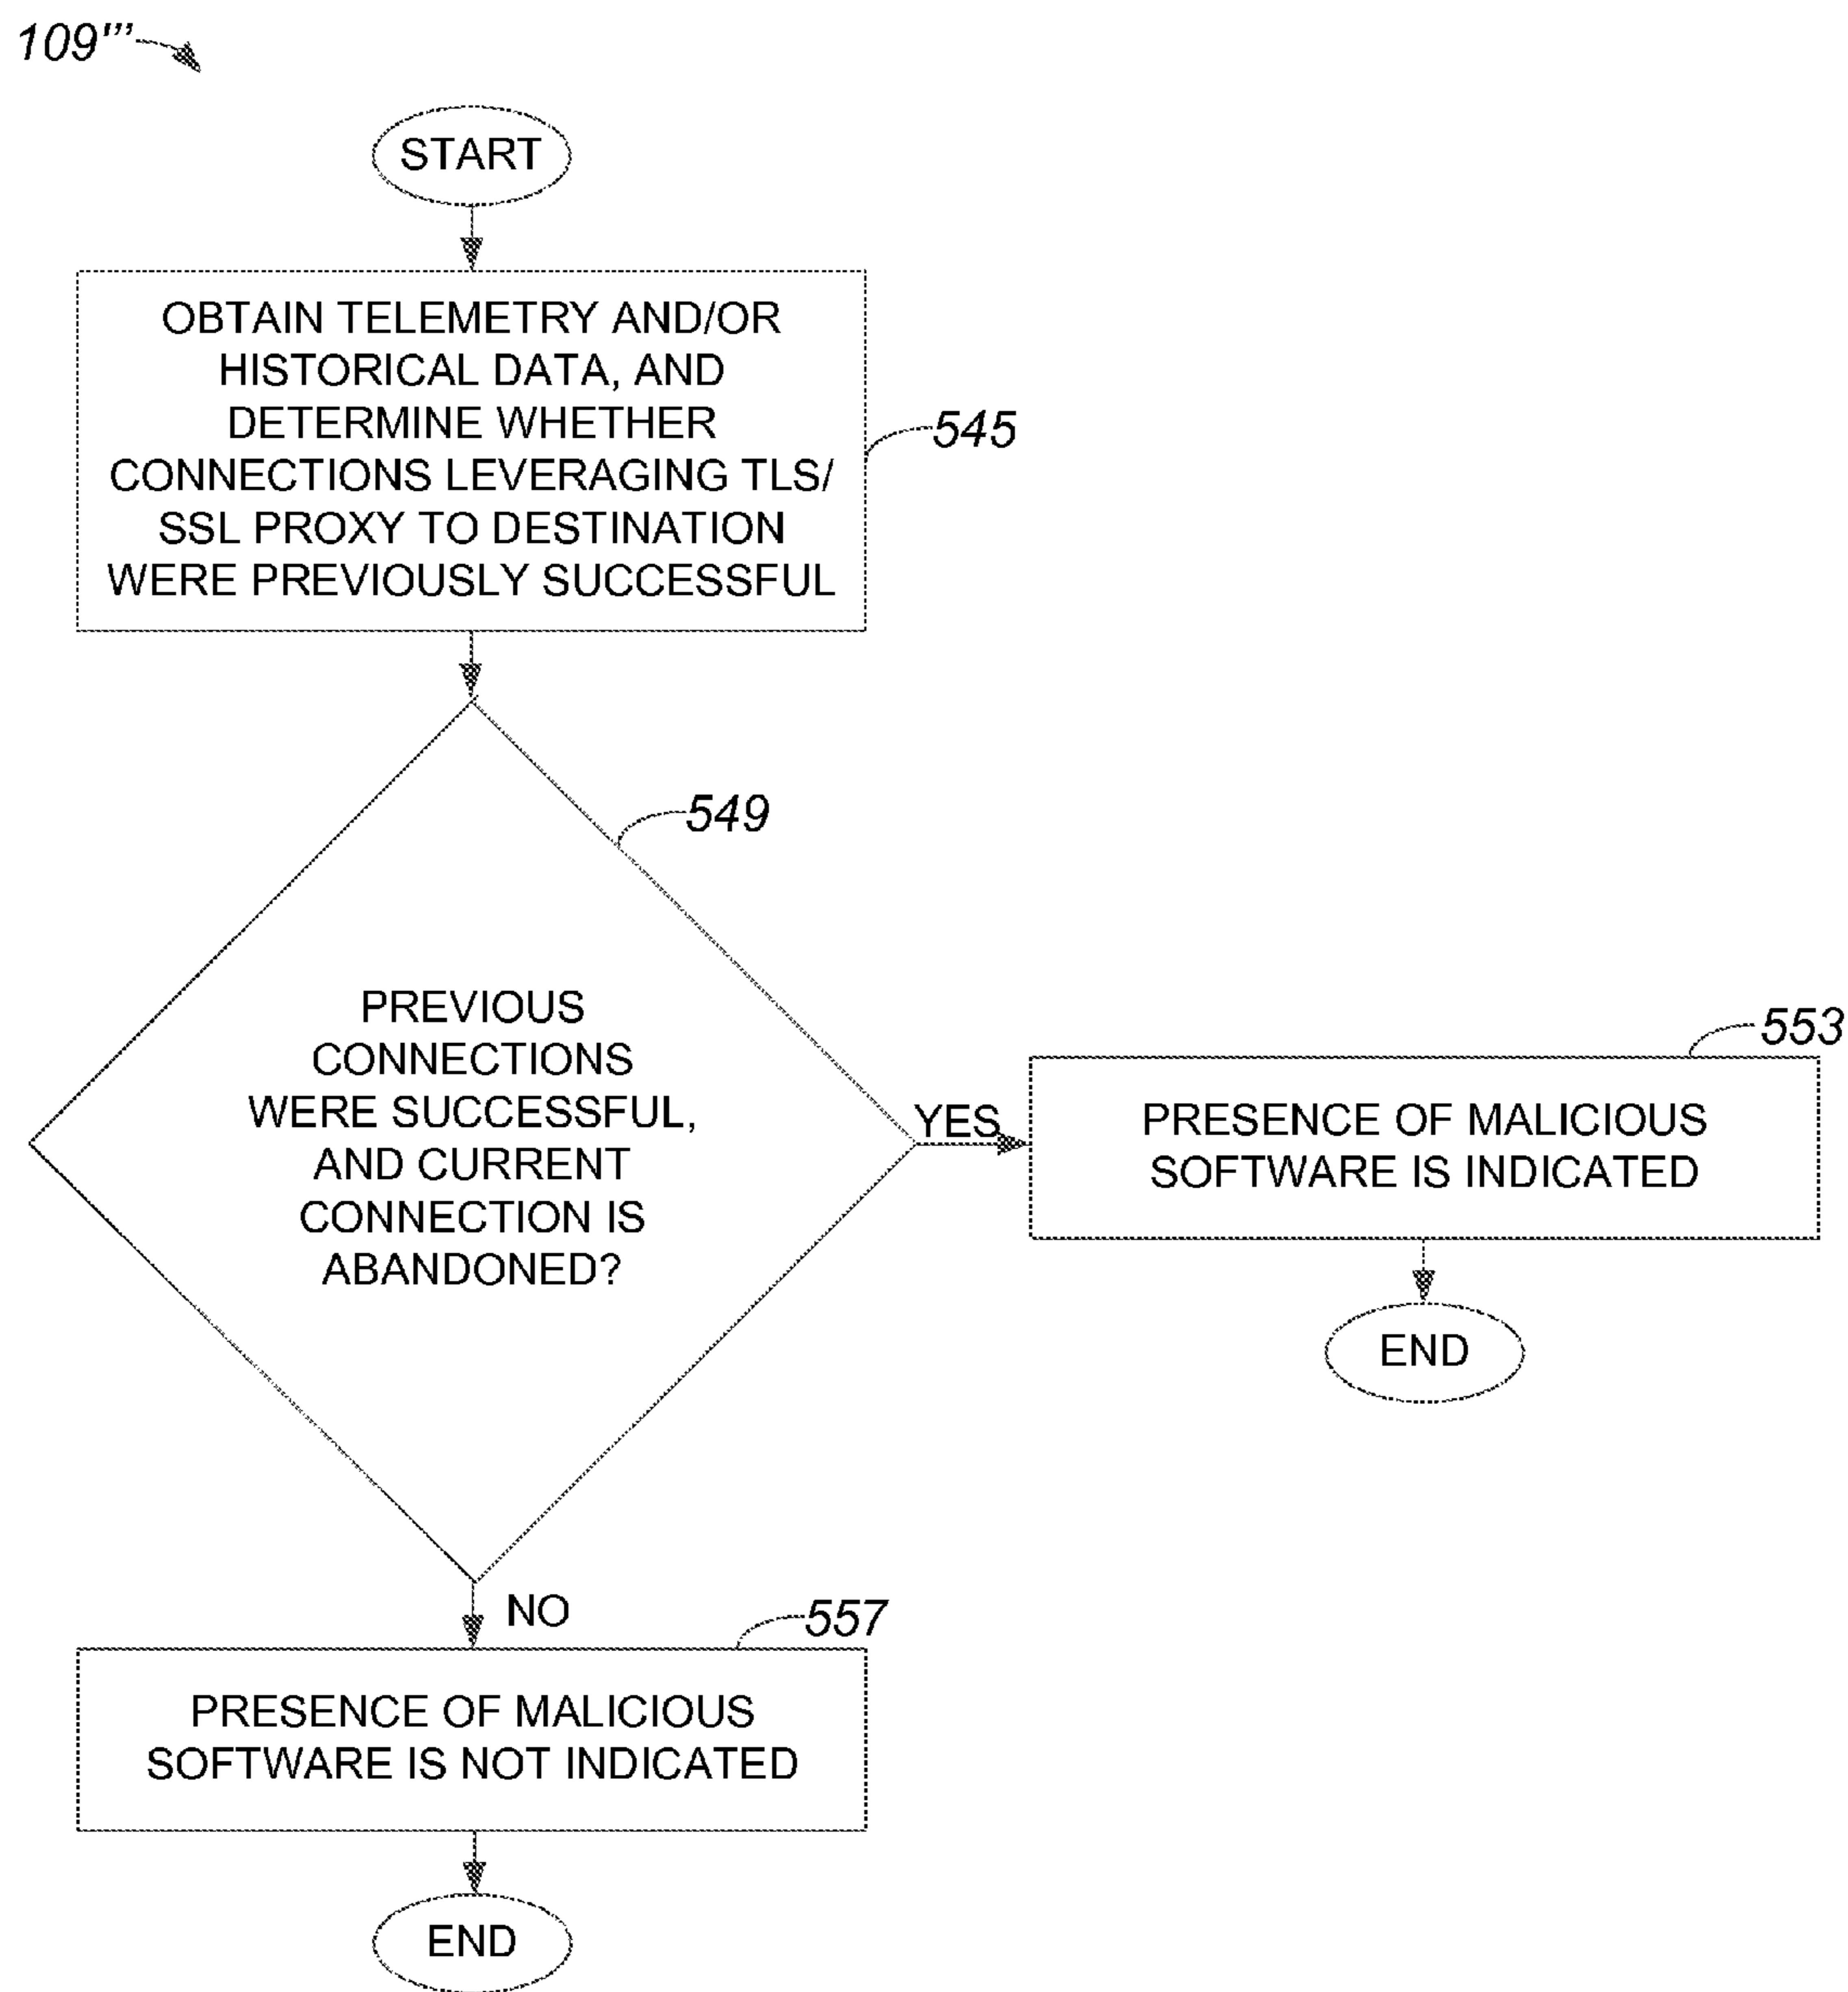 109'''
START
OBTAIN TELEMETRY AND/OR
HISTORICAL DATA, AND
DETERMINE WHETHER
CONNECTIONS LEVERAGING TLS/
SSL PROXY TO DESTINATION
WERE PREVIOUSLY SUCCESSFUL
545
549
PREVIOUS
CONNECTIONS
WERE SUCCESSFUL,
AND CURRENT
CONNECTION IS
ABANDONED?
YES
553
PRESENCE OF MALICIOUS
SOFTWARE IS INDICATED
END
NO
557
PRESENCE OF MALICIOUS
SOFTWARE IS NOT INDICATED
END